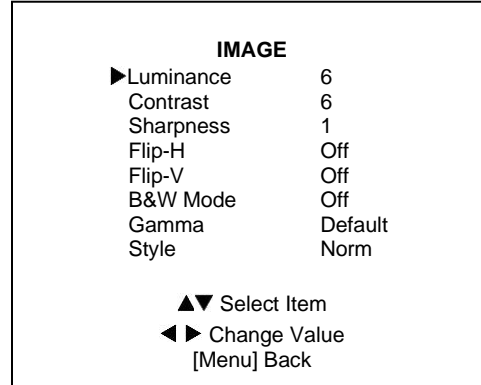 IMAGE
▶Luminance 6
Contrast 6
Sharpness 1
Flip-H Off
Flip-V Off
B&W Mode Off
Gamma Default
Style Norm
▲▼ Select Item
◀ ▶ Change Value
[Menu] Back